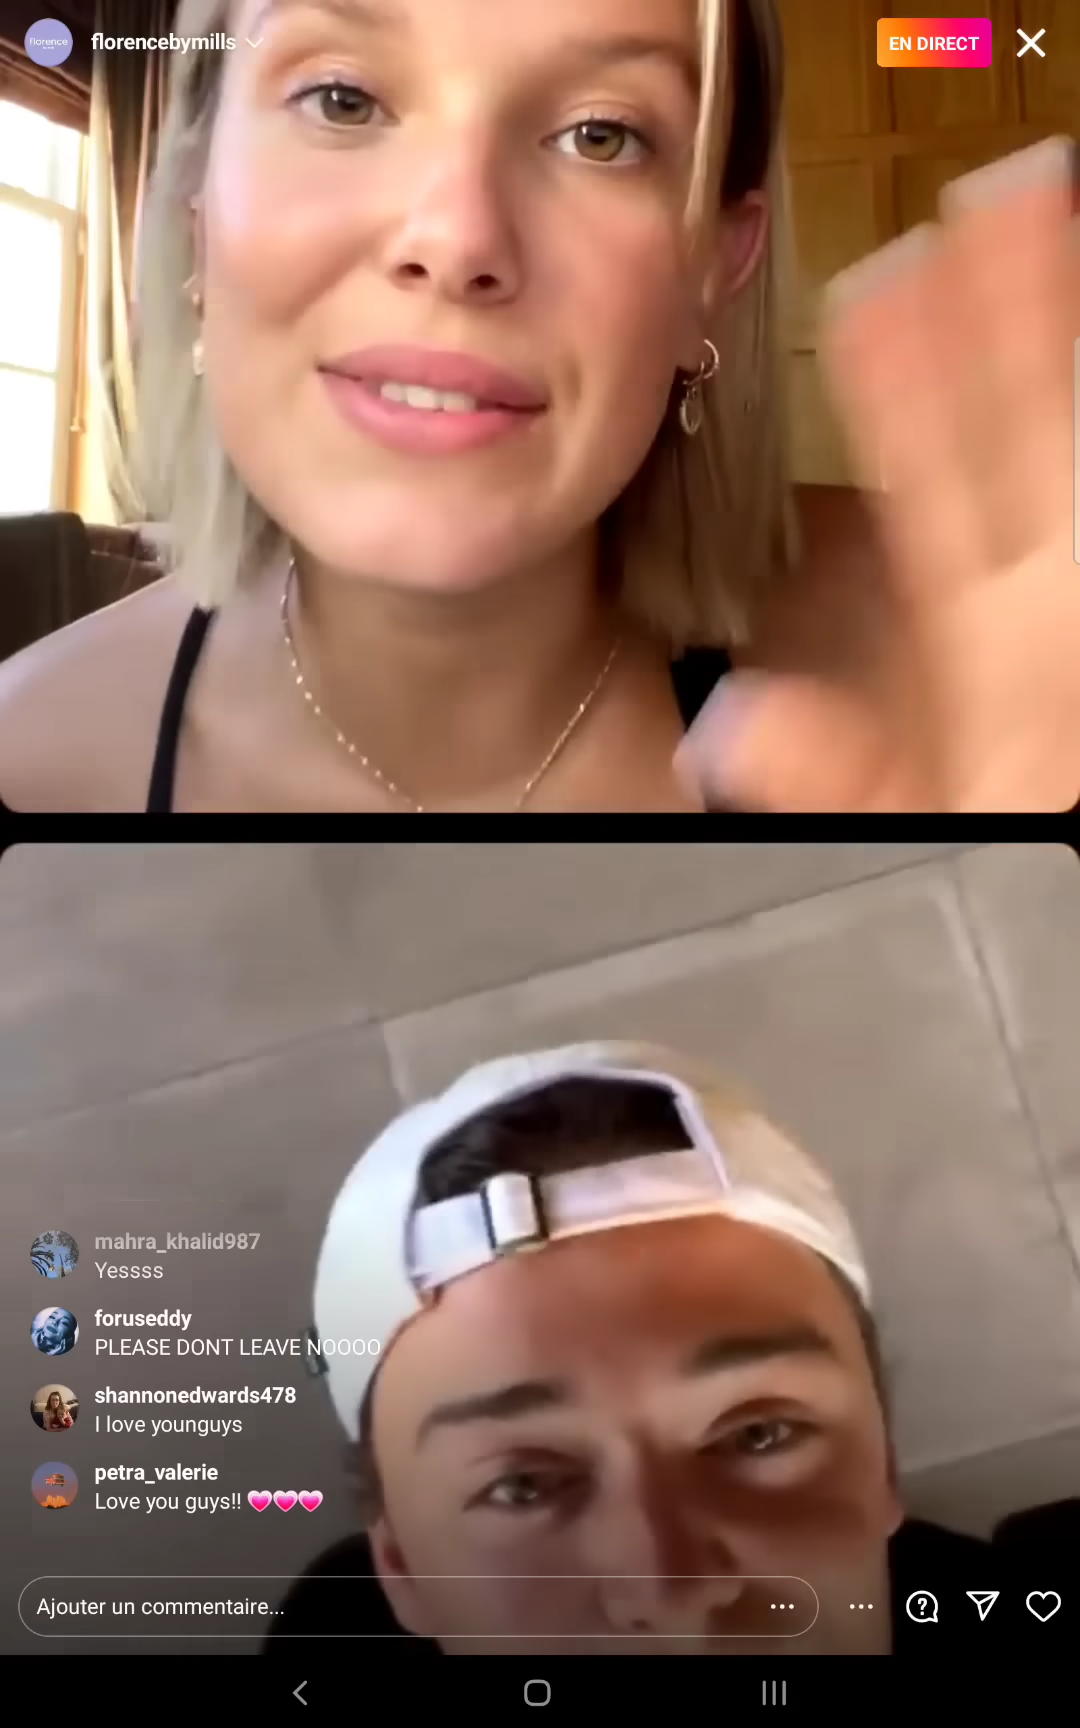 florence
florencebymills
EN DIRECT
mahra_khalid987
Yessss
foruseddy
PLEASE DONT LEAVE NOOOO
shannonedwards478
I love younguys
petra_valerie
Love you guys!! 💗💗💗
Ajouter un commentaire...